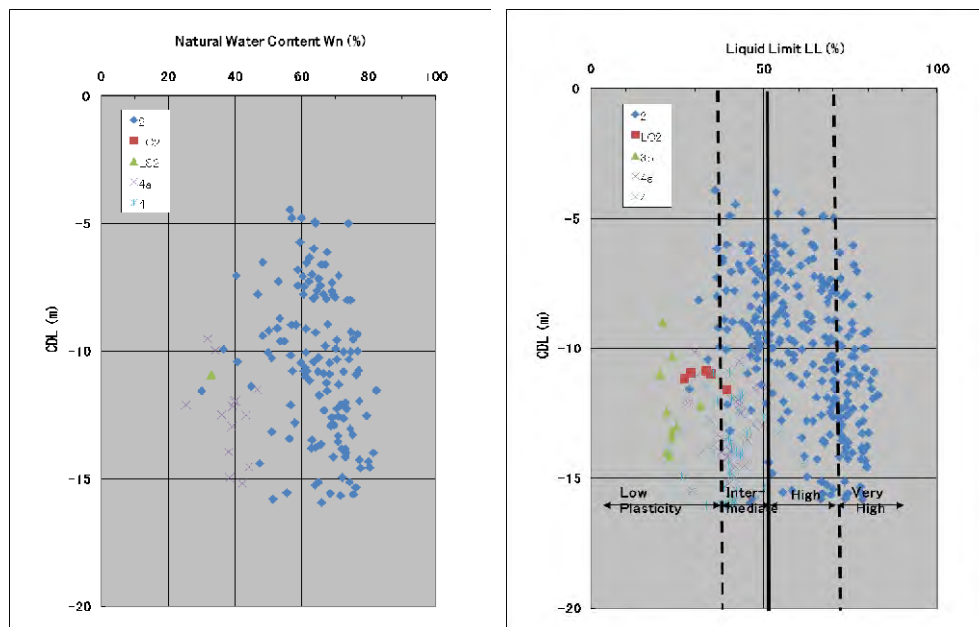 Natural Water Content Wn (%)
0 20 40 60 80 100
0
-5
-10
-15
-20
CDL (m)
2
4a
4
Liquid Limit LL (%)
0 50 100
0
-5
-10
-15
-20
CDL (m)
2
LO2
Low
Plasticity
Inter-
mediate
High
Very
High